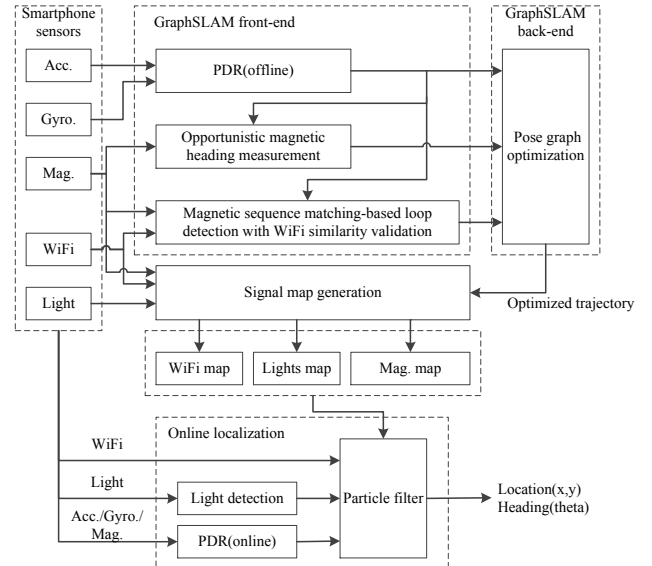 Smartphone
sensors
GraphSLAM front-end
GraphSLAM
back-end
Acc.
PDR(offline)
Gyro.
Opportunistic magnetic
heading measurement
Pose graph
optimization
Mag.
Magnetic sequence matching-based loop
detection with WiFi similarity validation
WiFi
Signal map generation
Light
Optimized trajectory
WiFi map
Lights map
Mag. map
Online localization
WiFi
Light
Light detection
Particle filter
Location(x,y)
Heading(theta)
Acc./Gyro./
Mag.
PDR(online)